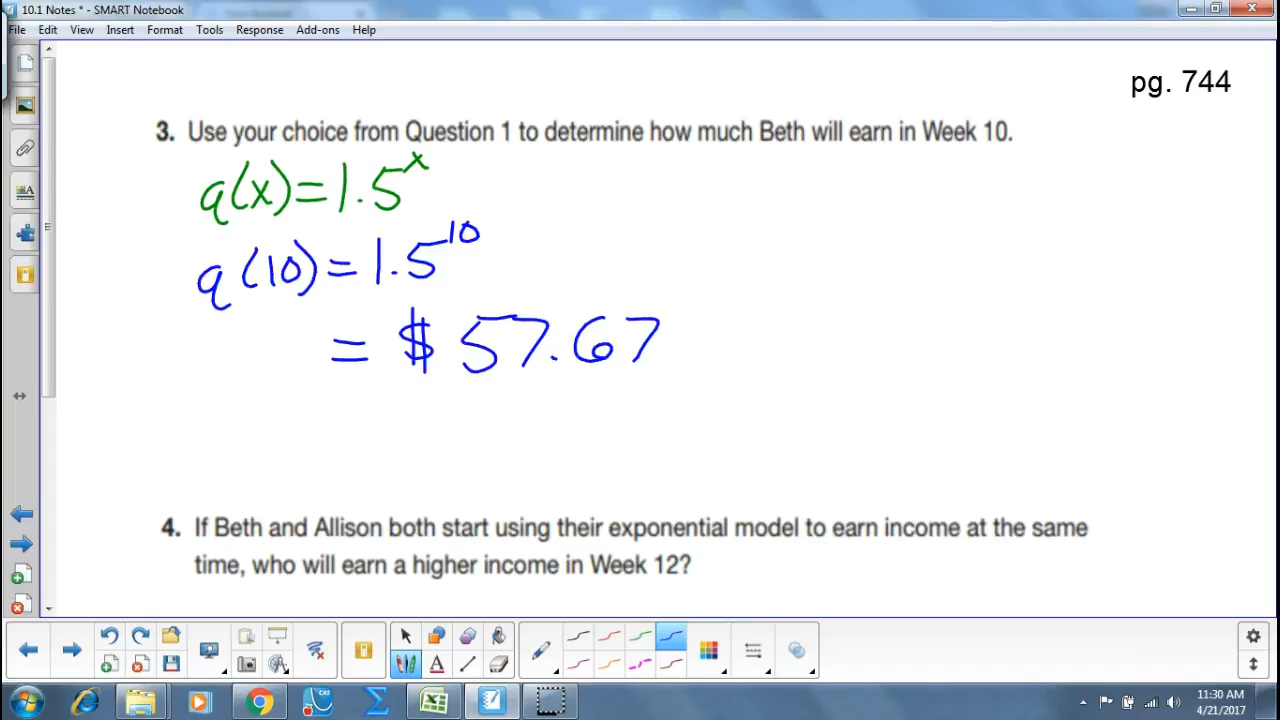 10.1 Notes * - SMART Notebook
File Edit View Insert Format Tools Response Add-ons Help
pg. 744
3. Use your choice from Question 1 to determine how much Beth will earn in Week 10.
q(x)=1.5^x
q(10)=1.5^10
= $ 57.67
4. If Beth and Allison both start using their exponential model to earn income at the same
time, who will earn a higher income in Week 12?
11:30 AM
4/21/2017